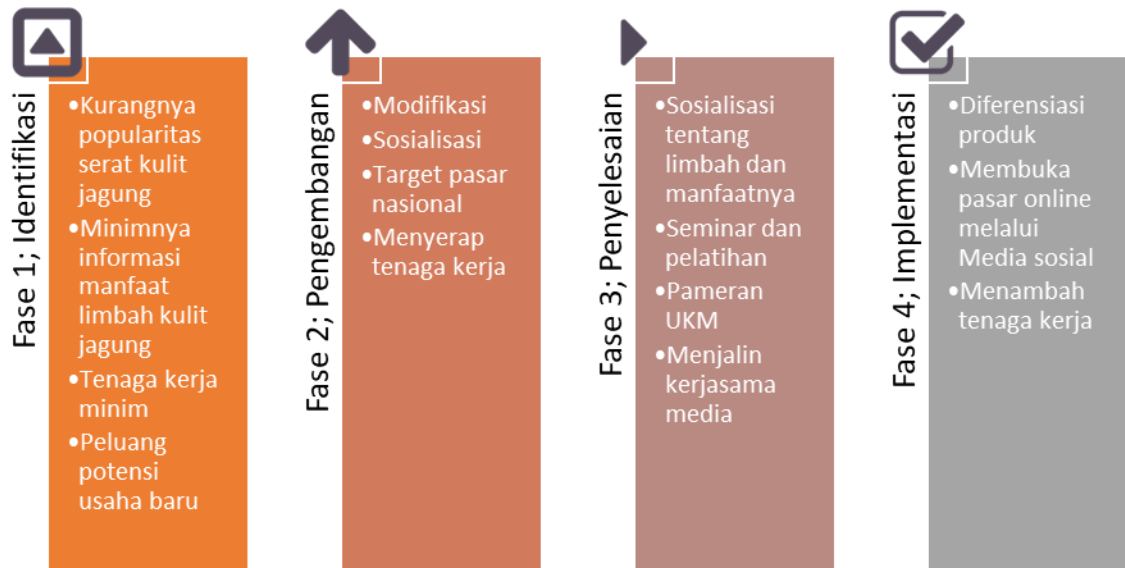 Fase 1; Identifikasi
•Kurangnya
popularitas
serat kulit
jagung
•Minimnya
informasi
manfaat
limbah kulit
jagung
•Tenaga kerja
minim
•Peluang
potensi
usaha baru
Fase 2; Pengembangan
•Modifikasi
•Sosialisasi
•Target pasar
nasional
•Menyerap
tenaga kerja
Fase 3; Penyelesaian
•Sosialisasi
tentang
limbah dan
manfaatnya
•Seminar dan
pelatihan
•Pameran
UKM
•Menjalin
kerjasama
media
Fase 4; Implementasi
•Diferensiasi
produk
•Membuka
pasar online
melalui
Media sosial
•Menambah
tenaga kerja